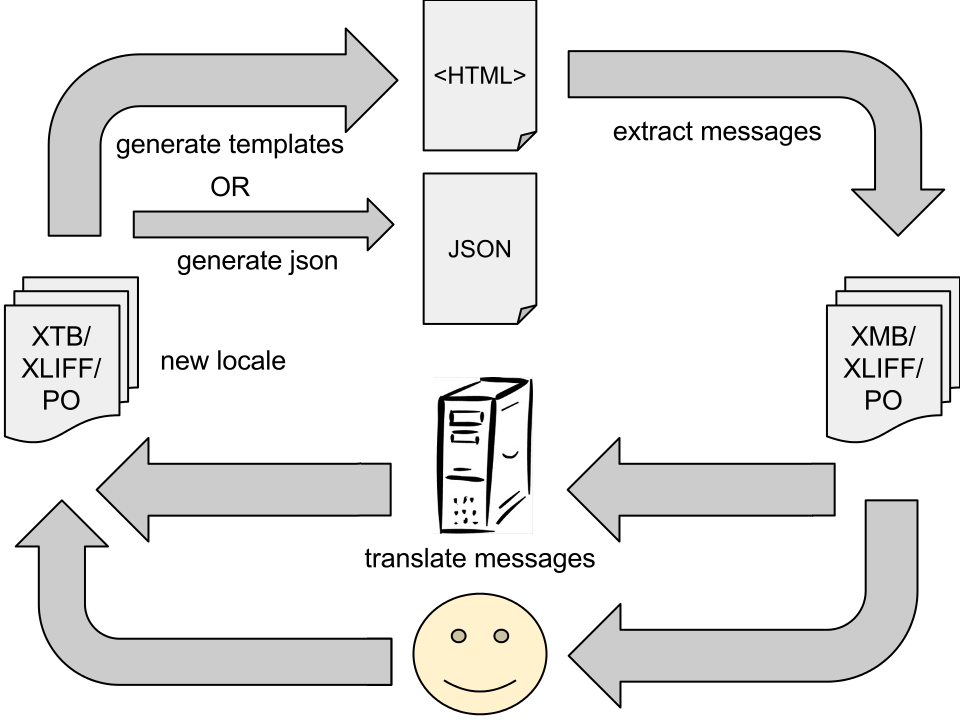 <HTML>
extract messages
generate templates
OR
generate json
JSON
XTB/
XLIFF/
PO
new locale
XMB/
XLIFF/
PO
translate messages